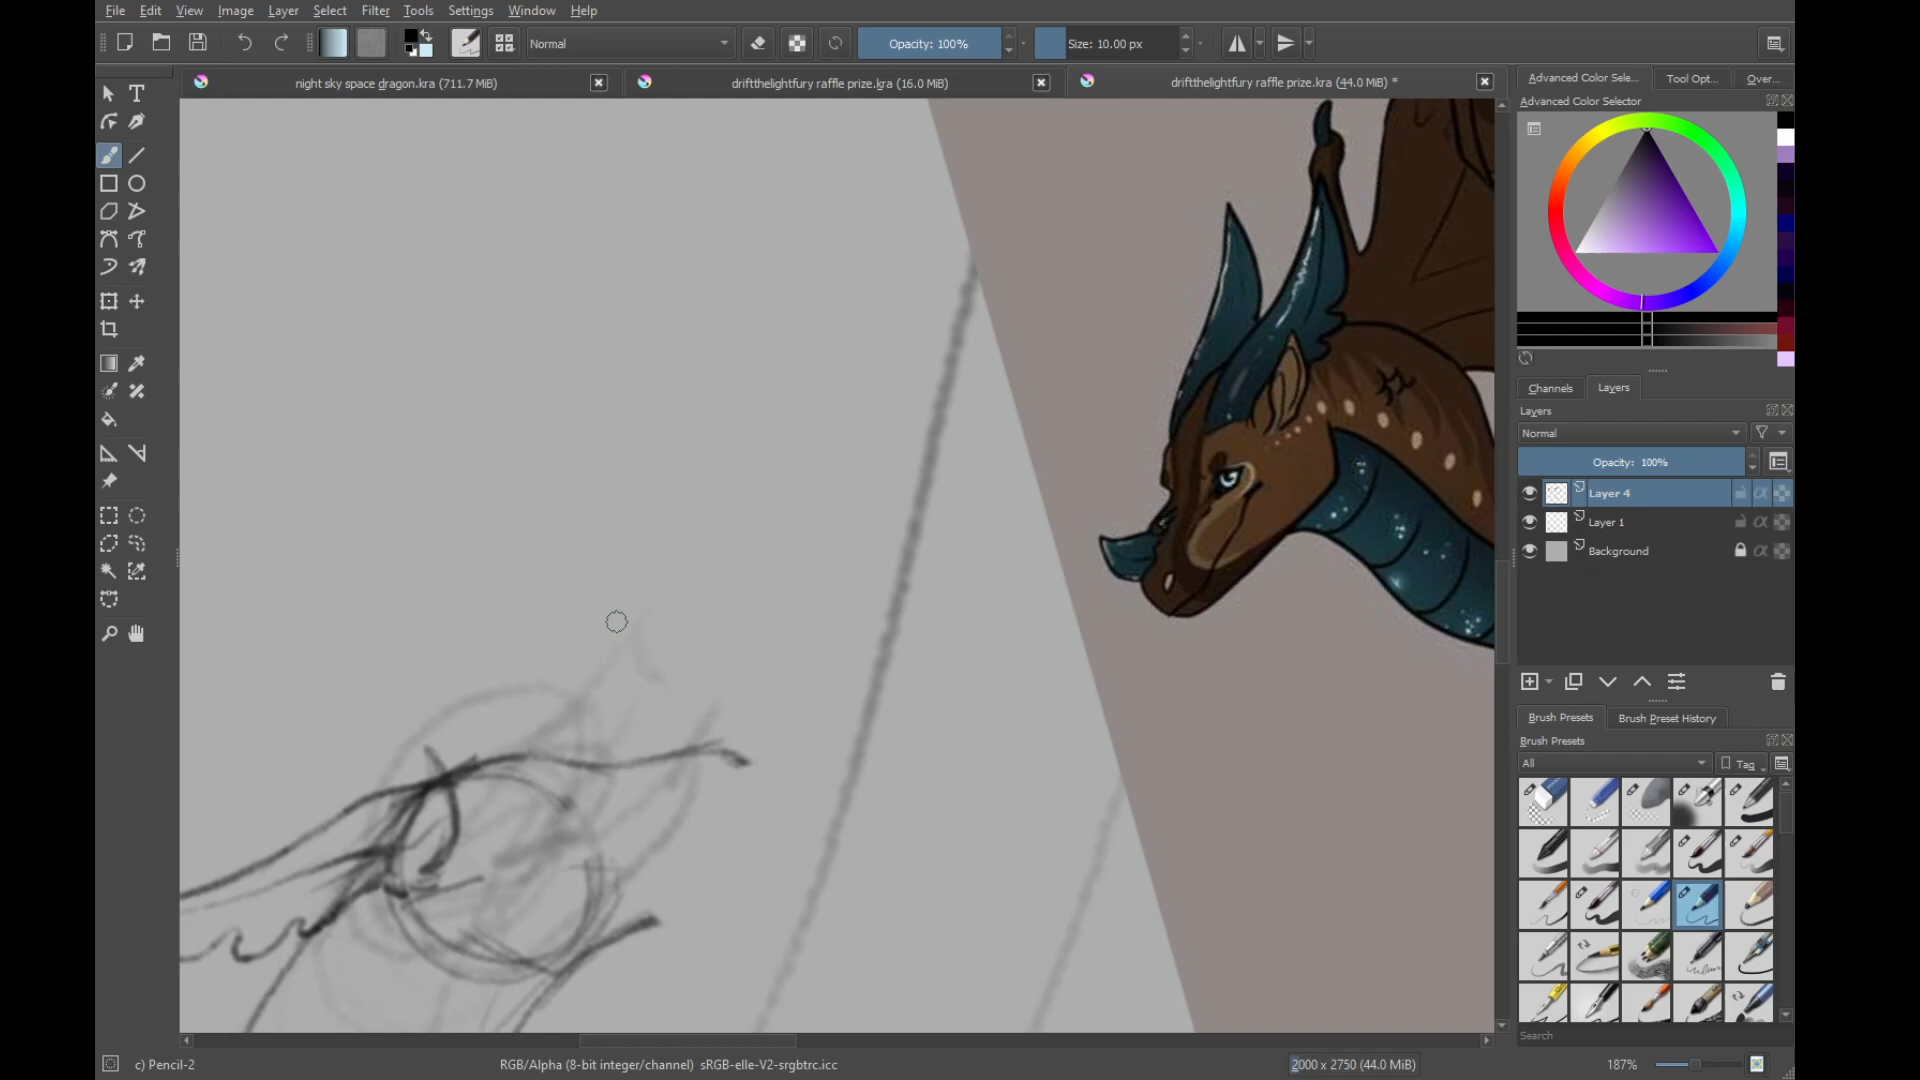 File Edit View Image Layer Select Filter Tools Settings Window Help
Normal Opacity: 100% Size: 10.00 px
night sky space dragon.kra (711.7 MiB) driftthelightfury raffle prize.kra (16.0 MiB) driftthelightfury raffle prize.kra (44.0 MiB) *
Advanced Color Sele... Tool Opt... Over...
Advanced Color Selector
Channels Layers
Layers
Normal
Opacity: 100%
Layer 4
Layer 1
Background
Brush Presets Brush Preset History
Brush Presets
All Tag
Search
c) Pencil-2 RGB/Alpha (8-bit integer/channel) sRGB-elle-V2-srgbtrc.icc 2000 x 2750 (44.0 MiB) 187%